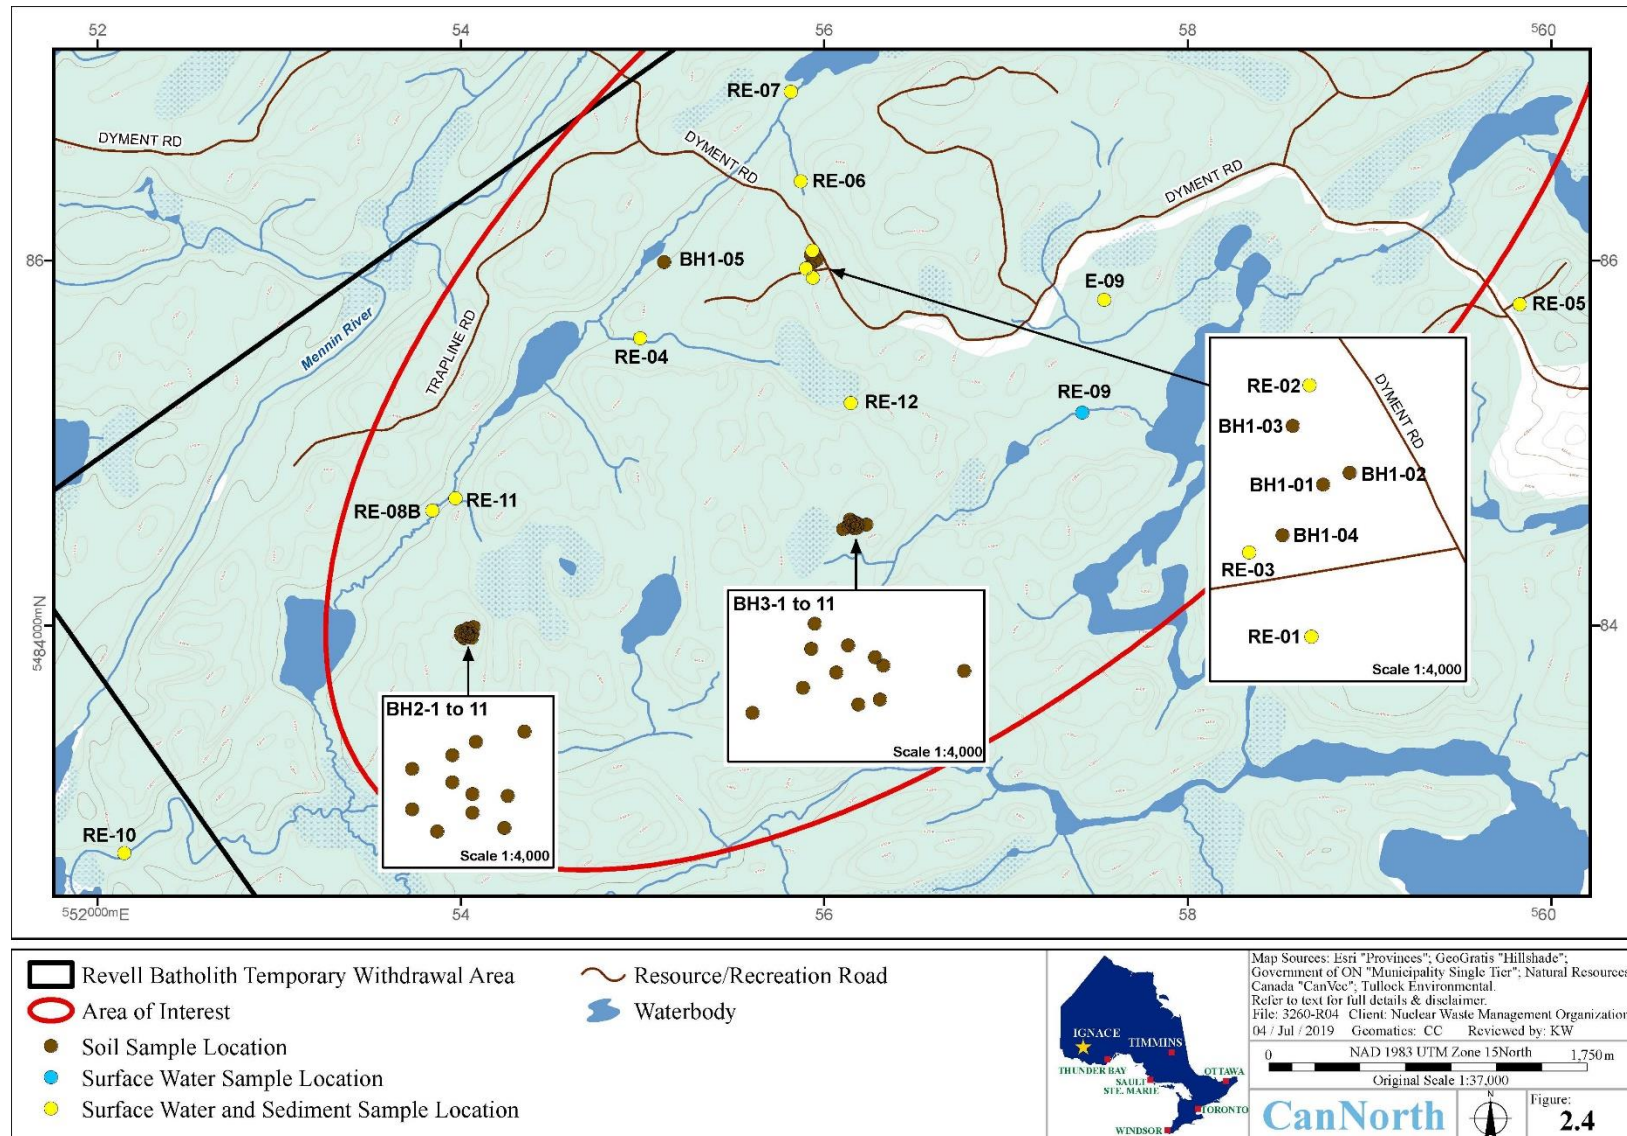 52
54
56
58
560
RE-07
DYMENT RD
DYMENT RD
RE-06
DYMENT RD
86
BH1-05
86
E-09
RE-05
Mennin River
TRAPLINE RD
RE-04
RE-12
RE-09
RE-02
DYMENT RD
BH1-03
BH1-02
BH1-01
BH1-04
RE-03
RE-01
Scale 1:4,000
RE-11
RE-08B
BH3-1 to 11
Scale 1:4,000
5484000mN
84
BH2-1 to 11
Scale 1:4,000
RE-10
552000mE
54
56
58
560
Revell Batholith Temporary Withdrawal Area
Area of Interest
Soil Sample Location
Surface Water Sample Location
Surface Water and Sediment Sample Location
Resource/Recreation Road
Waterbody
IGNACE
TIMMINS
THUNDER BAY
SAULT
STE. MARIE
OTTAWA
TORONTO
WINDSOR
Map Sources: Esri "Provinces"; GeoGratis "Hillshade";
Government of ON "Municipality Single Tier"; Natural Resources
Canada "CanVec"; Tullock Environmental.
Refer to text for full details & disclaimer.
File: 3260-R04 Client: Nuclear Waste Management Organization
04 / Jul / 2019 Geomatics: CC Reviewed by: KW
0 NAD 1983 UTM Zone 15North 1,750 m
Original Scale 1:37,000
CanNorth
N
Figure:
2.4